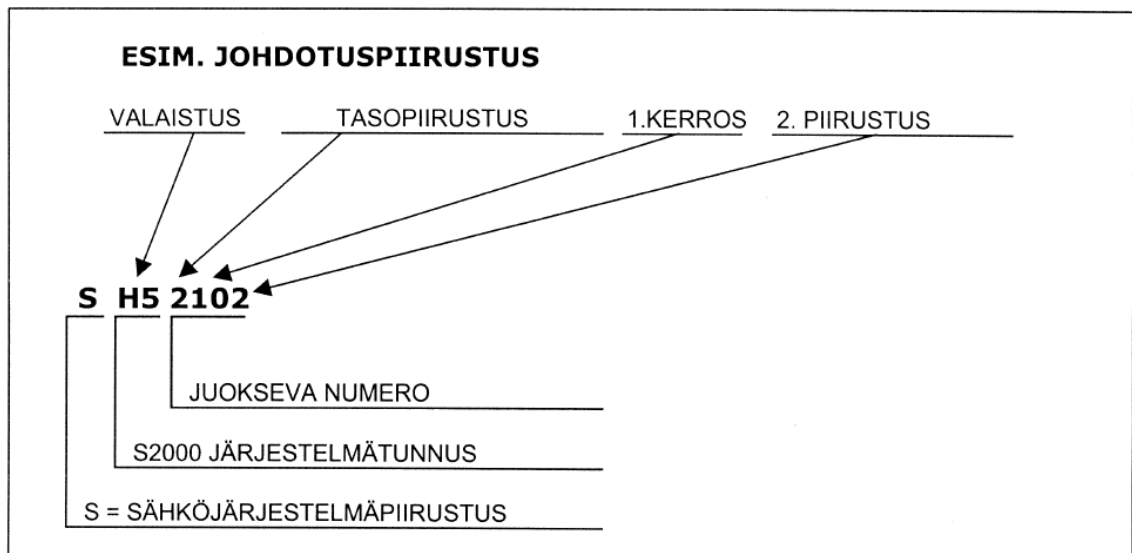 ESIM. JOHDOTUSPIIRUSTUS
VALAISTUS TASOPIIRUSTUS 1.KERROS 2. PIIRUSTUS
S H5 2102
JUOKSEVA NUMERO
S2000 JÄRJESTELMÄTUNNUS
S = SÄHKÖJÄRJESTELMÄPIIRUSTUS